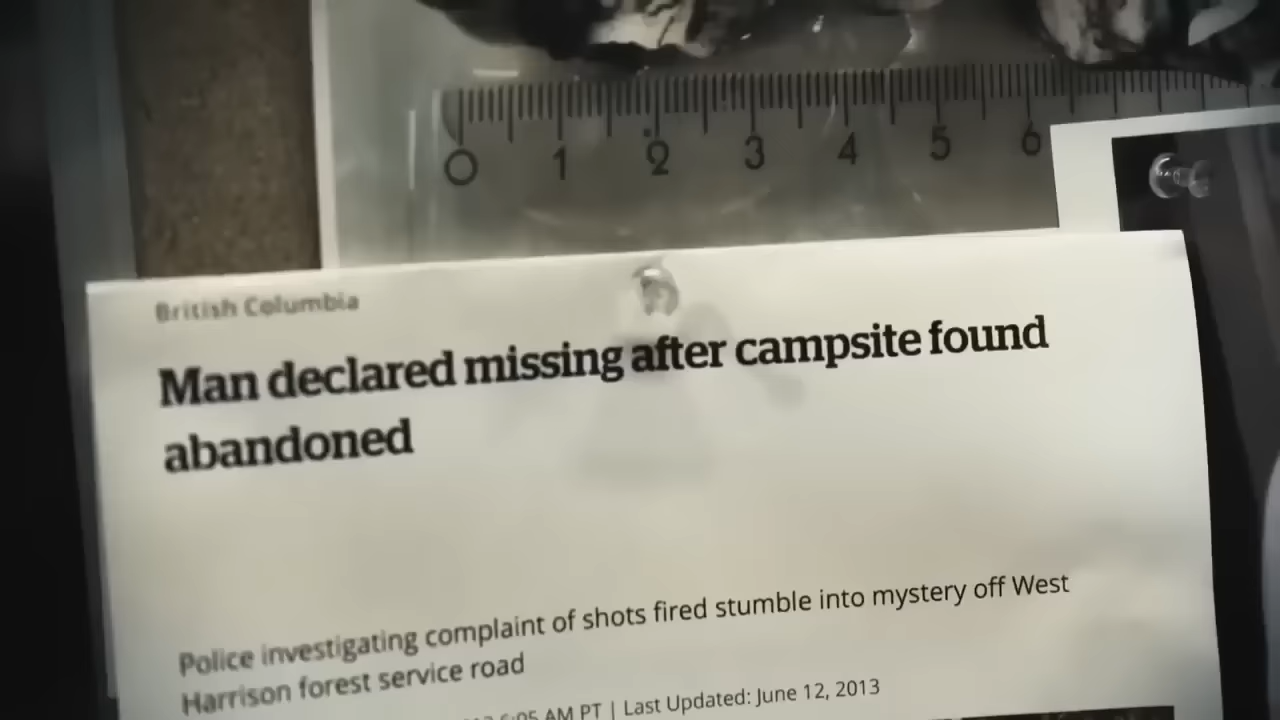 0 1 2 3 4 5 6
British Columbia
Man declared missing after campsite found
abandoned
Police investigating complaint of shots fired stumble into mystery off West
Harrison forest service road
AM PT | Last Updated: June 12, 2013